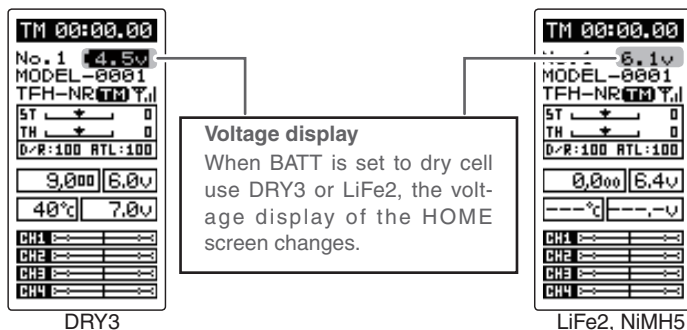 TM 00:00.00
No.1 4.5v
MODEL-0001
TFH-NR TM
ST 0
TH 0
D/R:100 ATL:100
9,000 6.0v
40°c 7.0v
CH1
CH2
CH3
CH4
DRY3
Voltage display
When BATT is set to dry cell
use DRY3 or LiFe2, the volt-
age display of the HOME
screen changes.
TM 00:00.00
No.1 6.1v
MODEL-0001
TFH-NR TM
ST 0
TH 0
D/R:100 ATL:100
0,000 6.4v
---°c ---.-v
CH1
CH2
CH3
CH4
LiFe2, NiMH5